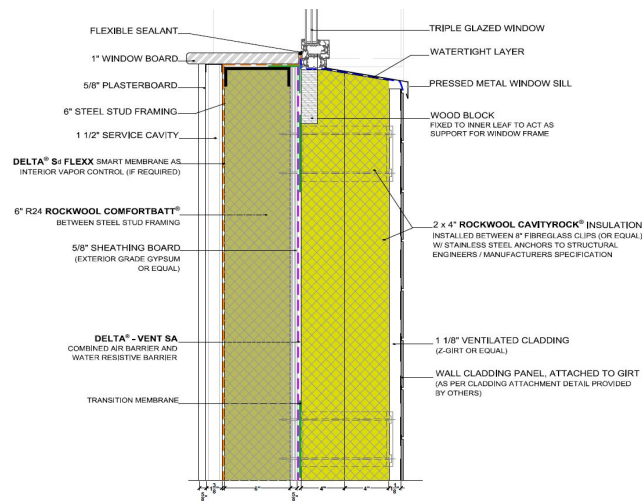 FLEXIBLE SEALANT
1" WINDOW BOARD
5/8" PLASTERBOARD
6" STEEL STUD FRAMING
1 1/2" SERVICE CAVITY
DELTA® Sd FLEXX SMART MEMBRANE AS
INTERIOR VAPOR CONTROL (IF REQUIRED)
6" R24 ROCKWOOL COMFORTBATT®
BETWEEN STEEL STUD FRAMING
5/8" SHEATHING BOARD
(EXTERIOR GRADE GYPSUM
OR EQUAL)
DELTA® - VENT SA
COMBINED AIR BARRIER AND
WATER RESISTIVE BARRIER
TRANSITION MEMBRANE
TRIPLE GLAZED WINDOW
WATERTIGHT LAYER
PRESSED METAL WINDOW SILL
WOOD BLOCK
FIXED TO INNER LEAF TO ACT AS
SUPPORT FOR WINDOW FRAME
2 x 4" ROCKWOOL CAVITYROCK® INSULATION
INSTALLED BETWEEN 8" FIBREGLASS CLIPS (OR EQUAL)
W/ STAINLESS STEEL ANCHORS TO STRUCTURAL
ENGINEERS / MANUFACTURERS SPECIFICATION
1 1/8" VENTILATED CLADDING
(Z-GIRT OR EQUAL)
WALL CLADDING PANEL, ATTACHED TO GIRT
(AS PER CLADDING ATTACHMENT DETAIL PROVIDED
BY OTHERS)
6" 4" 4"